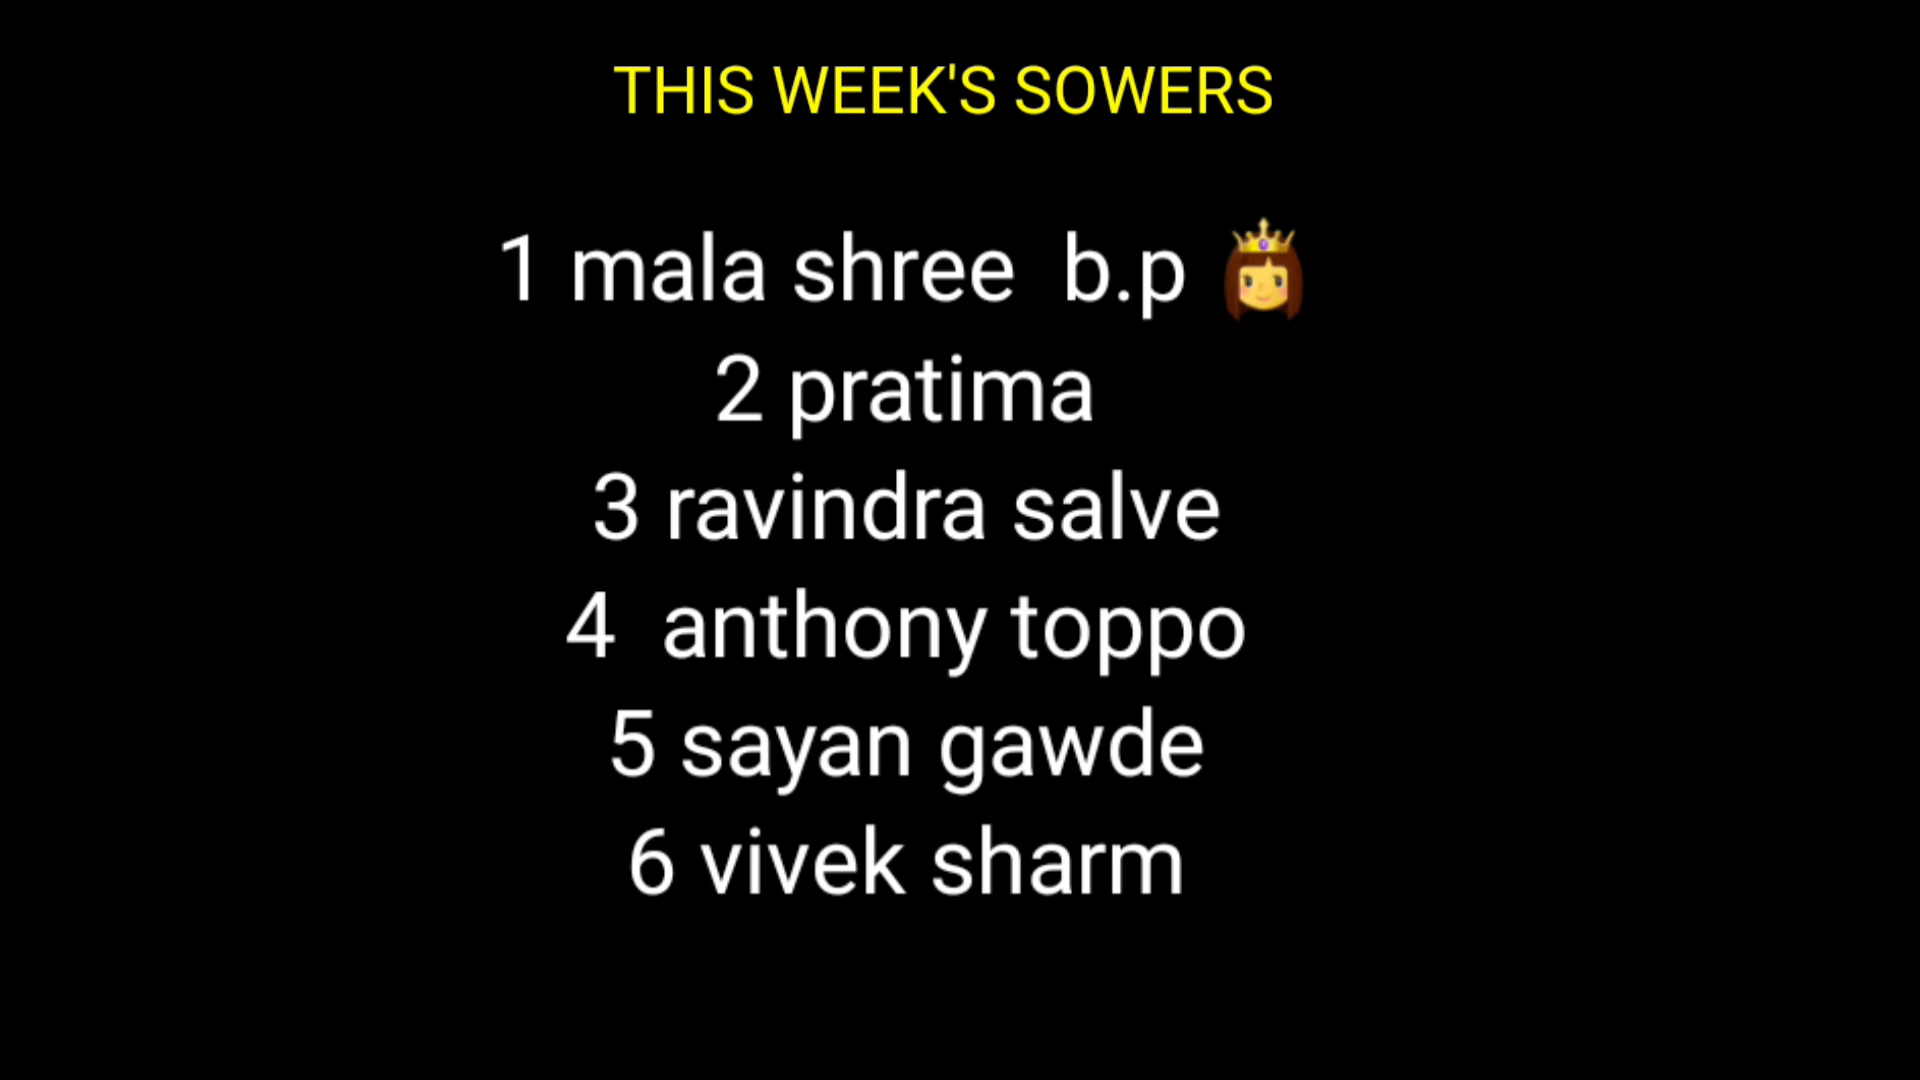 THIS WEEK'S SOWERS
1 mala shree  b.p 👸
2 pratima
3 ravindra salve
4  anthony toppo
5 sayan gawde
6 vivek sharm